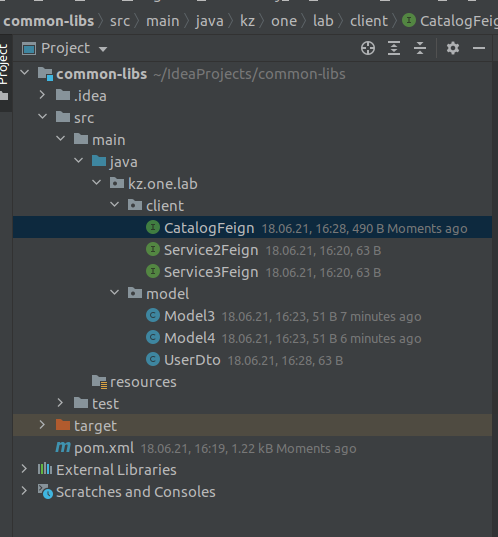 common-libs › src › main › java › kz › one › lab › client › CatalogFeig
Project
Project
common-libs ~/IdeaProjects/common-libs
.idea
src
main
java
kz.one.lab
client
CatalogFeign 18.06.21, 16:28, 490 B Moments ago
Service2Feign 18.06.21, 16:20, 63 B
Service3Feign 18.06.21, 16:20, 63 B
model
Model3 18.06.21, 16:23, 51 B 7 minutes ago
Model4 18.06.21, 16:23, 51 B 6 minutes ago
UserDto 18.06.21, 16:28, 63 B
resources
test
target
pom.xml 18.06.21, 16:19, 1.22 kB Moments ago
External Libraries
Scratches and Consoles